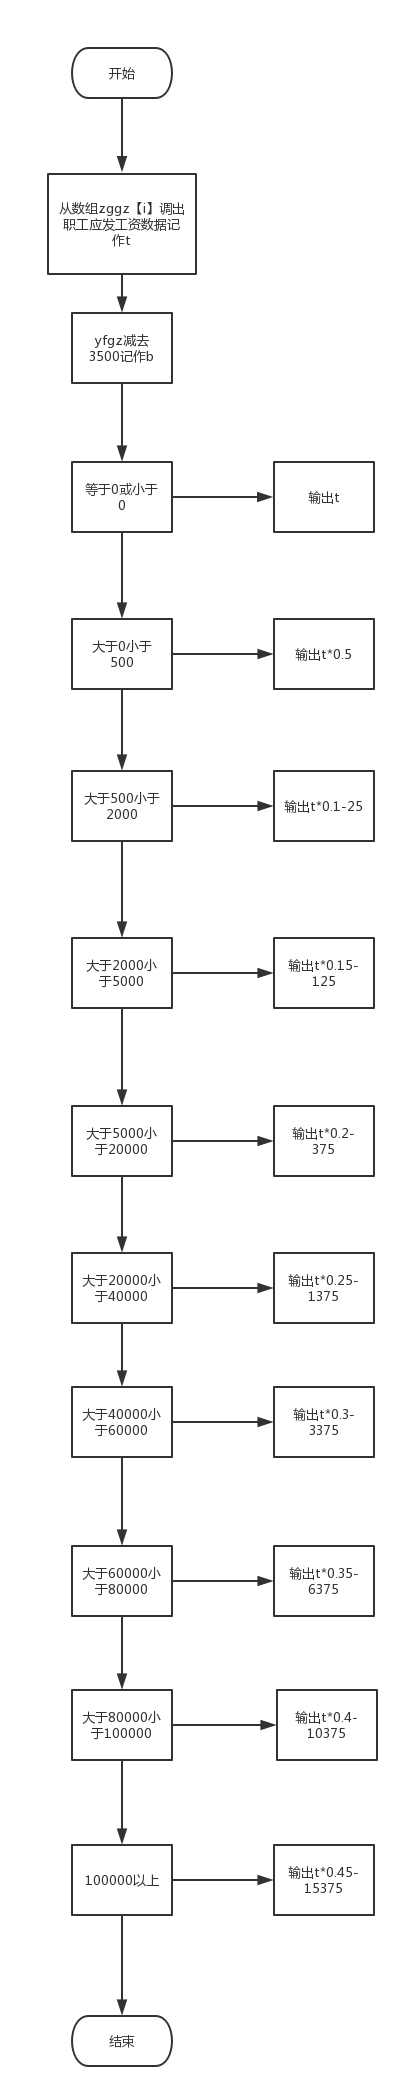 开始
从数组zggz【i】调出
职工应发工资数据记
作t
yfgz减去
3500记作b
等于0或小于
0
输出t
大于0小于
500
输出t*0.5
大于500小于
2000
输出t*0.1-25
大于2000小
于5000
输出t*0.15-
125
大于5000小
于20000
输出t*0.2-
375
大于20000小
于40000
输出t*0.25-
1375
大于40000小
于60000
输出t*0.3-
3375
大于60000小
于80000
输出t*0.35-
6375
大于80000小
于100000
输出t*0.4-
10375
100000以上
输出t*0.45-
15375
结束